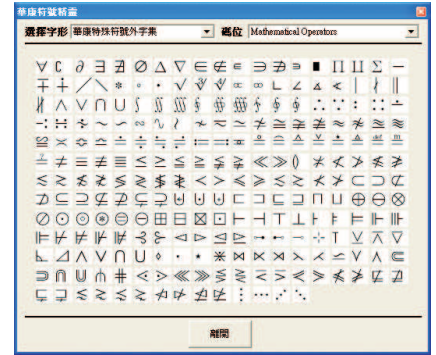 華康符號精靈
選擇字形 華康特殊符號外字集 碼位 Mathematical Operators
∀ ∁ ∂ ∃ ∄ ∅ ∆ ∇ ∈ ∉ ∊ ∋ ∌ ∍ ∎ ∏ ∐ ∑ −
∓ ∔ ∕ ∖ ∗ ∘ ∙ √ ∛ ∜ ∝ ∞ ∟ ∠ ∡ ∢ ∣ ∤ ∥
∦ ∧ ∨ ∩ ∪ ∫ ∬ ∭ ∮ ∯ ∰ ∱ ∲ ∳ ∴ ∵ ∶ ∷ ∸
∹ ∺ ∻ ∼ ∽ ∾ ∿ ≀ ≁ ≂ ≃ ≄ ≅ ≆ ≇ ≈ ≉ ≊ ≋
≌ ≍ ≎ ≏ ≐ ≑ ≒ ≓ ≔ ≕ ≖ ≗ ≘ ≙ ≚ ≛ ≜ ≝ ≞
≟ ≠ ≡ ≢ ≣ ≤ ≥ ≦ ≧ ≨ ≩ ≪ ≫ ≬ ≭ ≮ ≯ ≰ ≱
≲ ≳ ≴ ≵ ≶ ≷ ≸ ≹ ≺ ≻ ≼ ≽ ≾ ≿ ⊀ ⊁ ⊂ ⊃ ⊄
⊅ ⊆ ⊇ ⊈ ⊉ ⊊ ⊋ ⊌ ⊍ ⊎ ⊏ ⊐ ⊑ ⊒ ⊓ ⊔ ⊕ ⊖ ⊗
⊘ ⊙ ⊚ ⊛ ⊜ ⊝ ⊞ ⊟ ⊠ ⊡ ⊢ ⊣ ⊤ ⊥ ⊦ ⊧ ⊨ ⊩ ⊪
⊫ ⊬ ⊭ ⊮ ⊯ ⊰ ⊱ ⊲ ⊳ ⊴ ⊵ ⊶ ⊷ ⊸ ⊹ ⊺ ⊻ ⊼ ⊽
⊾ ⊿ ⋀ ⋁ ⋂ ⋃ ⋄ ⋅ ⋆ ⋇ ⋈ ⋉ ⋊ ⋋ ⋌ ⋍ ⋎ ⋏ ⋐
⋑ ⋒ ⋓ ⋔ ⋕ ⋖ ⋗ ⋘ ⋙ ⋚ ⋛ ⋜ ⋝ ⋞ ⋟ ⋠ ⋡ ⋢ ⋣
⋤ ⋥ ⋦ ⋧ ⋨ ⋩ ⋪ ⋫ ⋬ ⋭ ⋮ ⋯ ⋰ ⋱
離開